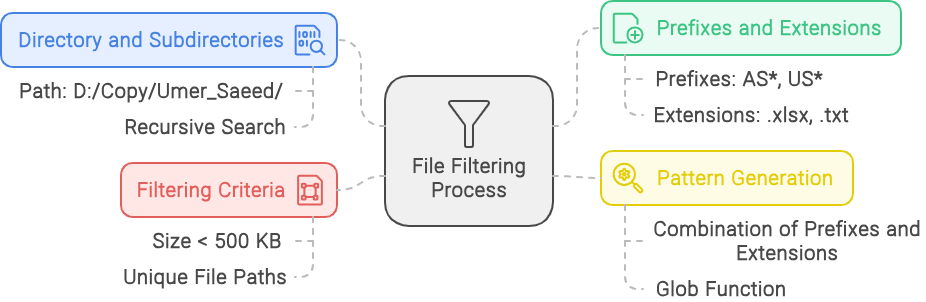 Directory and Subdirectories
Path: D:/Copy/Umer_Saeed/
Recursive Search
Filtering Criteria
Size < 500 KB
Unique File Paths
File Filtering
Process
Prefixes and Extensions
Prefixes: AS*, US*
Extensions: .xlsx, .txt
Pattern Generation
Combination of Prefixes and
Extensions
Glob Function